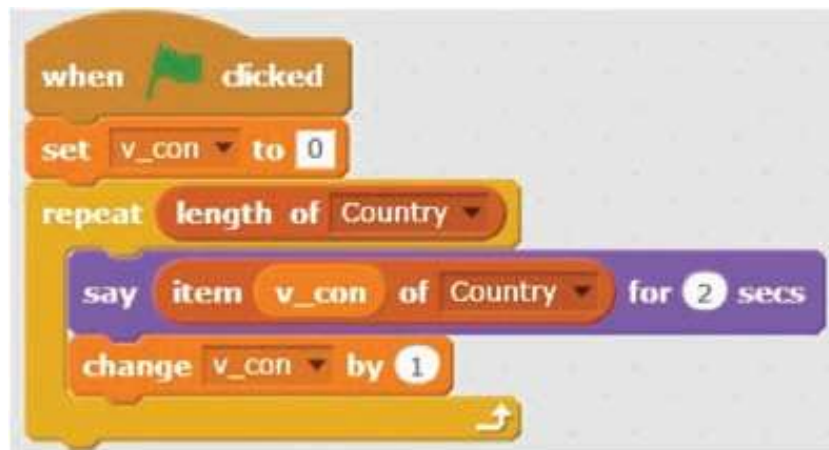 when clicked
set v_con to 0
repeat length of Country
say item v_con of Country for 2 secs
change v_con by 1